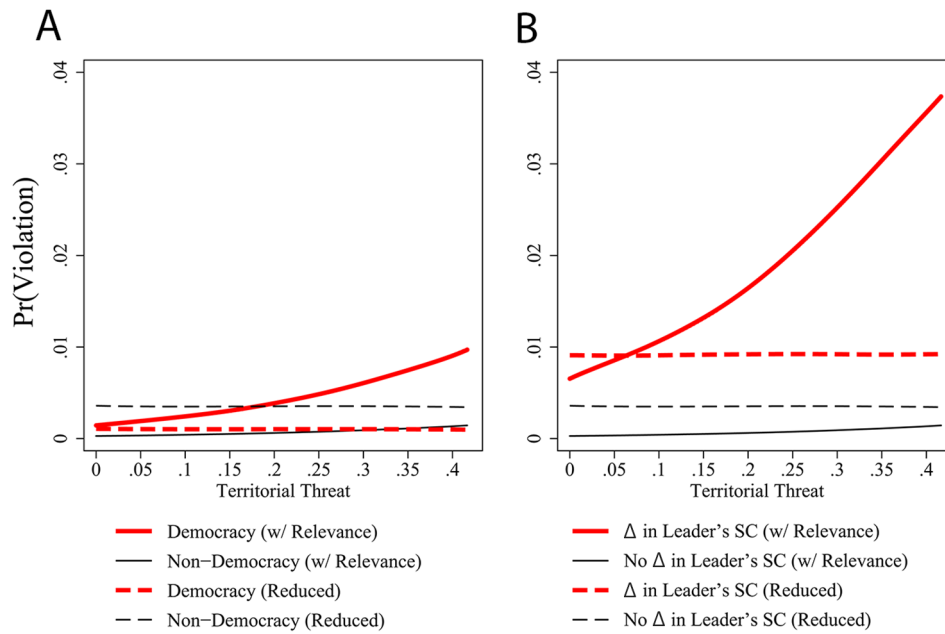 A
B
Pr(Violation)
.04
.03
.02
.01
0
0
.05
.1
.15
.2
.25
.3
.35
.4
Territorial Threat
Democracy (w/ Relevance)
Non−Democracy (w/ Relevance)
Democracy (Reduced)
Non−Democracy (Reduced)
.04
.03
.02
.01
0
0
.05
.1
.15
.2
.25
.3
.35
.4
Territorial Threat
Δ in Leader's SC (w/ Relevance)
No Δ in Leader's SC (w/ Relevance)
Δ in Leader's SC (Reduced)
No Δ in Leader's SC (Reduced)